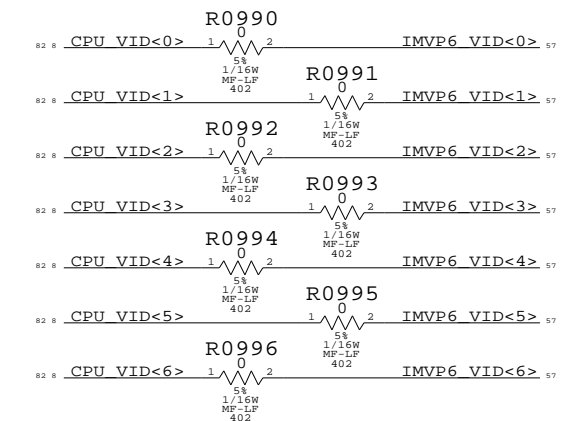 R0990
0
82 8 CPU_VID<0> 1 2 IMVP6_VID<0> 57
5%
1/16W
MF-LF
402
R0991
0
82 8 CPU_VID<1> 1 2 IMVP6_VID<1> 57
5%
1/16W
MF-LF
402
R0992
0
82 8 CPU_VID<2> 1 2 IMVP6_VID<2> 57
5%
1/16W
MF-LF
402
R0993
0
82 8 CPU_VID<3> 1 2 IMVP6_VID<3> 57
5%
1/16W
MF-LF
402
R0994
0
82 8 CPU_VID<4> 1 2 IMVP6_VID<4> 57
5%
1/16W
MF-LF
402
R0995
0
82 8 CPU_VID<5> 1 2 IMVP6_VID<5> 57
5%
1/16W
MF-LF
402
R0996
0
82 8 CPU_VID<6> 1 2 IMVP6_VID<6> 57
5%
1/16W
MF-LF
402